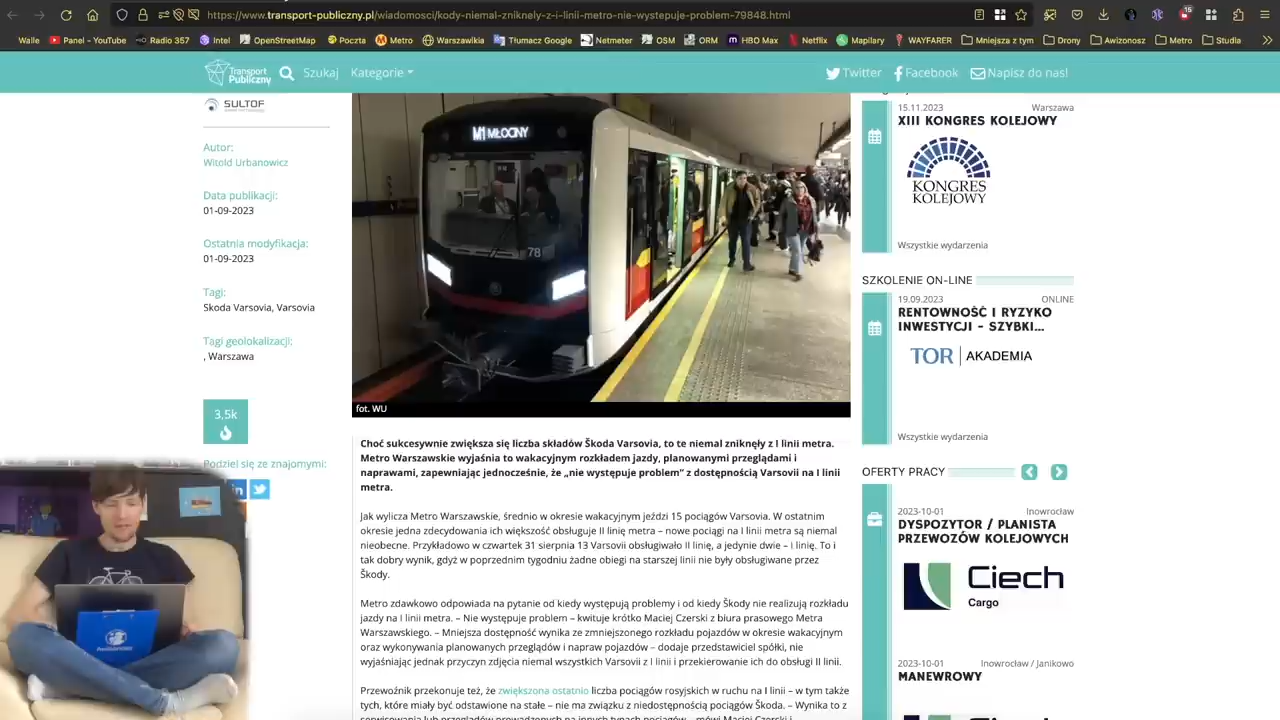 https://www.transport-publiczny.pl/wiadomosci/kody-niemal-zniknely-z-i-linii-metro-nie-wystepuje-problem-79848.html
15
Walle
Panel – YouTube
Radio 357
Intel
OpenStreetMap
Poczta
Metro
Warszawikia
Tłumacz Google
Netmetro
OSM
ORM
HBO Max
Netflix
Mapilary
WAYFARER
Mniejsza z tym
Drony
Awizonosz
Metro
Studia
Transport Publiczny
Szukaj
Kategorie
Twitter
Facebook
Napisz do nas!
SULTOF
Autor:
Witold Urbanowicz
Data publikacji:
01-09-2023
Ostatnia modyfikacja:
01-09-2023
Tagi:
Skoda Varsovia, Varsovia
Tagi geolokalizacji:
, Warszawa
3,5k
Podziel się ze znajomymi:
in
M1 MŁOCINY
78
fot. WU
Choć sukcesywnie zwiększa się liczba składów Škoda Varsovia, to te niemal zniknęły z I linii metra.
Metro Warszawskie wyjaśnia to wakacyjnym rozkładem jazdy, planowanymi przeglądami i
naprawami, zapewniając jednocześnie, że „nie występuje problem” z dostępnością Varsovii na I linii
metra.
Jak wylicza Metro Warszawskie, średnio w okresie wakacyjnym jeździ 15 pociągów Varsovia. W ostatnim
okresie jedna zdecydowania ich większość obsługuje II linię metra – nowe pociągi na I linii metra są niemal
nieobecne. Przykładowo w czwartek 31 sierpnia 13 Varsovii obsługiwało II linię, a jedynie dwie – I linię. To i
tak dobry wynik, gdyż w poprzednim tygodniu żadne obiegi na starszej linii nie były obsługiwane przez
Škody.
Metro zdawkowo odpowiada na pytanie od kiedy występują problemy i od kiedy Škody nie realizują rozkładu
jazdy na I linii metra. – Nie występuje problem – kwituje krótko Maciej Czerski z biura prasowego Metra
Warszawskiego. – Mniejsza dostępność wynika ze zmniejszonego rozkładu pojazdów w okresie wakacyjnym
oraz wykonywania planowanych przeglądów i napraw pojazdów – dodaje przedstawiciel spółki, nie
wyjaśniając jednak przyczyn zdjęcia niemal wszystkich Varsovii z I linii i przekierowanie ich do obsługi II linii.
Przewoźnik przekonuje też, że zwiększona ostatnio liczba pociągów rosyjskich w ruchu na I linii – w tym także
tych, które miały być odstawione na stałe – nie ma związku z niedostępnością pociągów Škoda. – Wynika to z
15.11.2023
Warszawa
XIII KONGRES KOLEJOWY
KONGRES
KOLEJOWY
Wszystkie wydarzenia
SZKOLENIE ON-LINE
19.09.2023
ONLINE
RENTOWNOŚĆ I RYZYKO
INWESTYCJI - SZYBKI...
TOR AKADEMIA
Wszystkie wydarzenia
OFERTY PRACY
2023-10-01
Inowrocław
DYSPOZYTOR / PLANISTA
PRZEWOZÓW KOLEJOWYCH
Ciech
Cargo
2023-10-01
Inowrocław / Janikowo
MANEWROWY